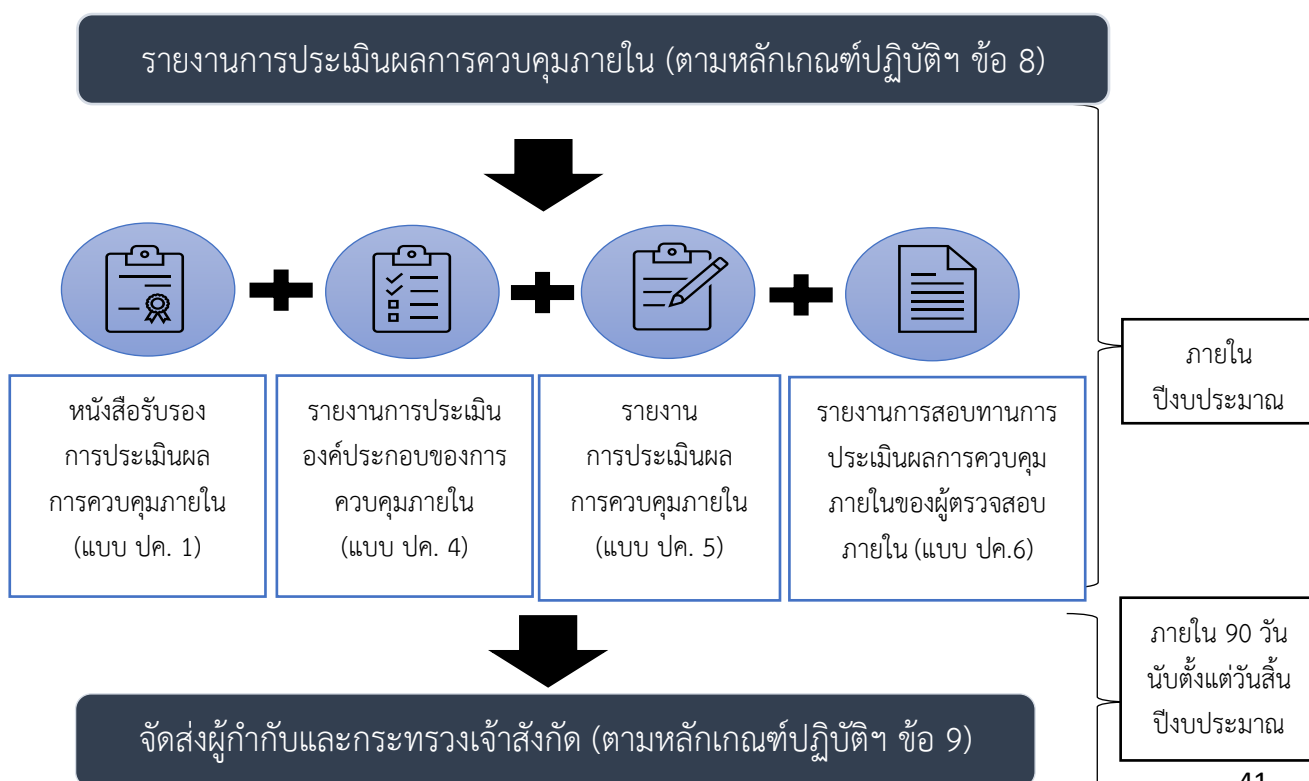 รายงานการประเมินผลการควบคุมภายใน (ตามหลักเกณฑ์ปฏิบัติฯ ข้อ 8)
หนังสือรับรอง
การประเมินผล
การควบคุมภายใน
(แบบ ปค. 1)
รายงานการประเมิน
องค์ประกอบของการ
ควบคุมภายใน
(แบบ ปค. 4)
รายงาน
การประเมินผล
การควบคุมภายใน
(แบบ ปค. 5)
รายงานการสอบทานการ
ประเมินผลการควบคุม
ภายในของผู้ตรวจสอบ
ภายใน (แบบ ปค.6)
ภายใน
ปีงบประมาณ
ภายใน 90 วัน
นับตั้งแต่วันสิ้น
ปีงบประมาณ
จัดส่งผู้กำกับและกระทรวงเจ้าสังกัด (ตามหลักเกณฑ์ปฏิบัติฯ ข้อ 9)
41